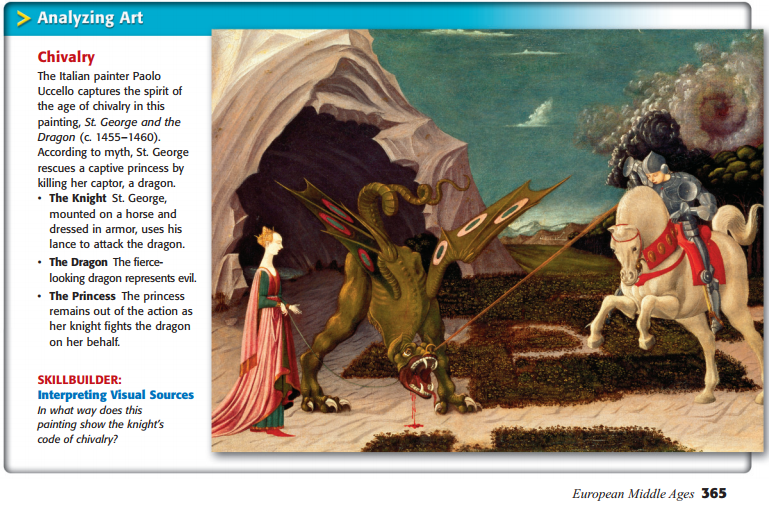 > Analyzing Art
Chivalry
The Italian painter Paolo
Uccello captures the spirit of
the age of chivalry in this
painting, St. George and the
Dragon (c. 1455–1460).
According to myth, St. George
rescues a captive princess by
killing her captor, a dragon.
• The Knight St. George,
mounted on a horse and
dressed in armor, uses his
lance to attack the dragon.
• The Dragon The fierce-
looking dragon represents evil.
• The Princess The princess
remains out of the action as
her knight fights the dragon
on her behalf.
SKILLBUILDER:
Interpreting Visual Sources
In what way does this
painting show the knight's
code of chivalry?
European Middle Ages 365